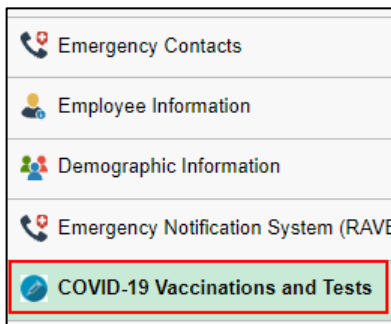 Emergency Contacts
Employee Information
Demographic Information
Emergency Notification System (RAVE
COVID-19 Vaccinations and Tests